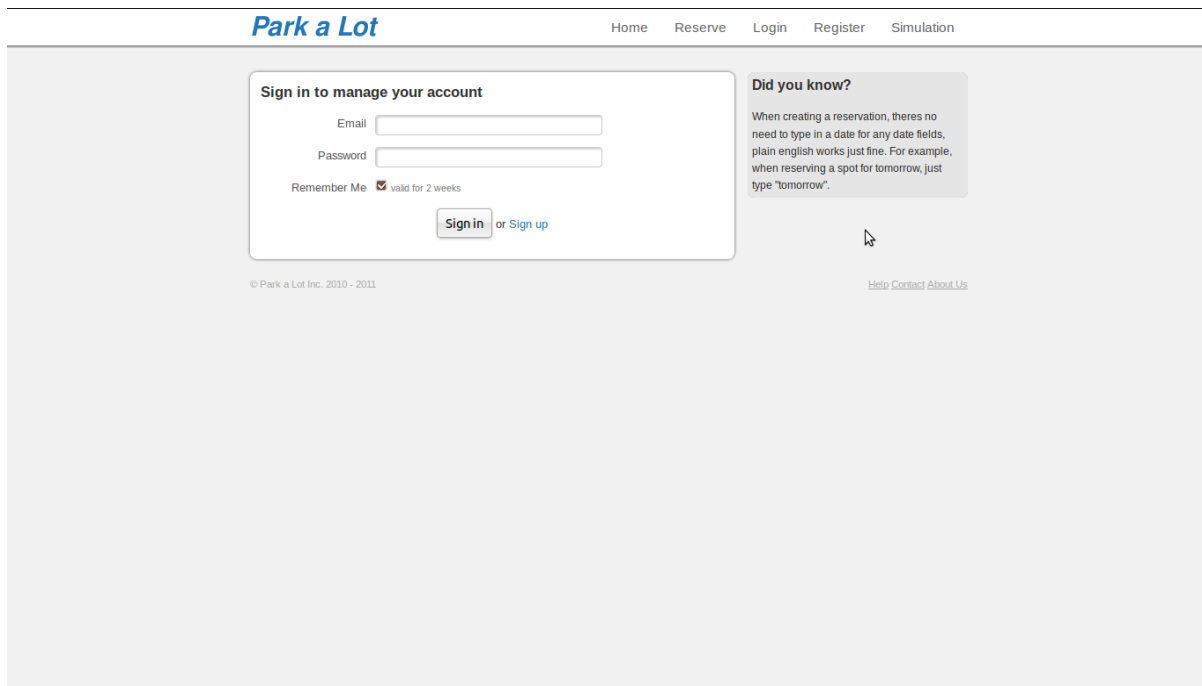 Park a Lot
Home Reserve Login Register Simulation
Sign in to manage your account
Email
Password
Remember Me valid for 2 weeks
Sign in or Sign up
Did you know?
When creating a reservation, theres no
need to type in a date for any date fields,
plain english works just fine. For example,
when reserving a spot for tomorrow, just
type "tomorrow".
© Park a Lot Inc. 2010 - 2011
Help Contact About Us